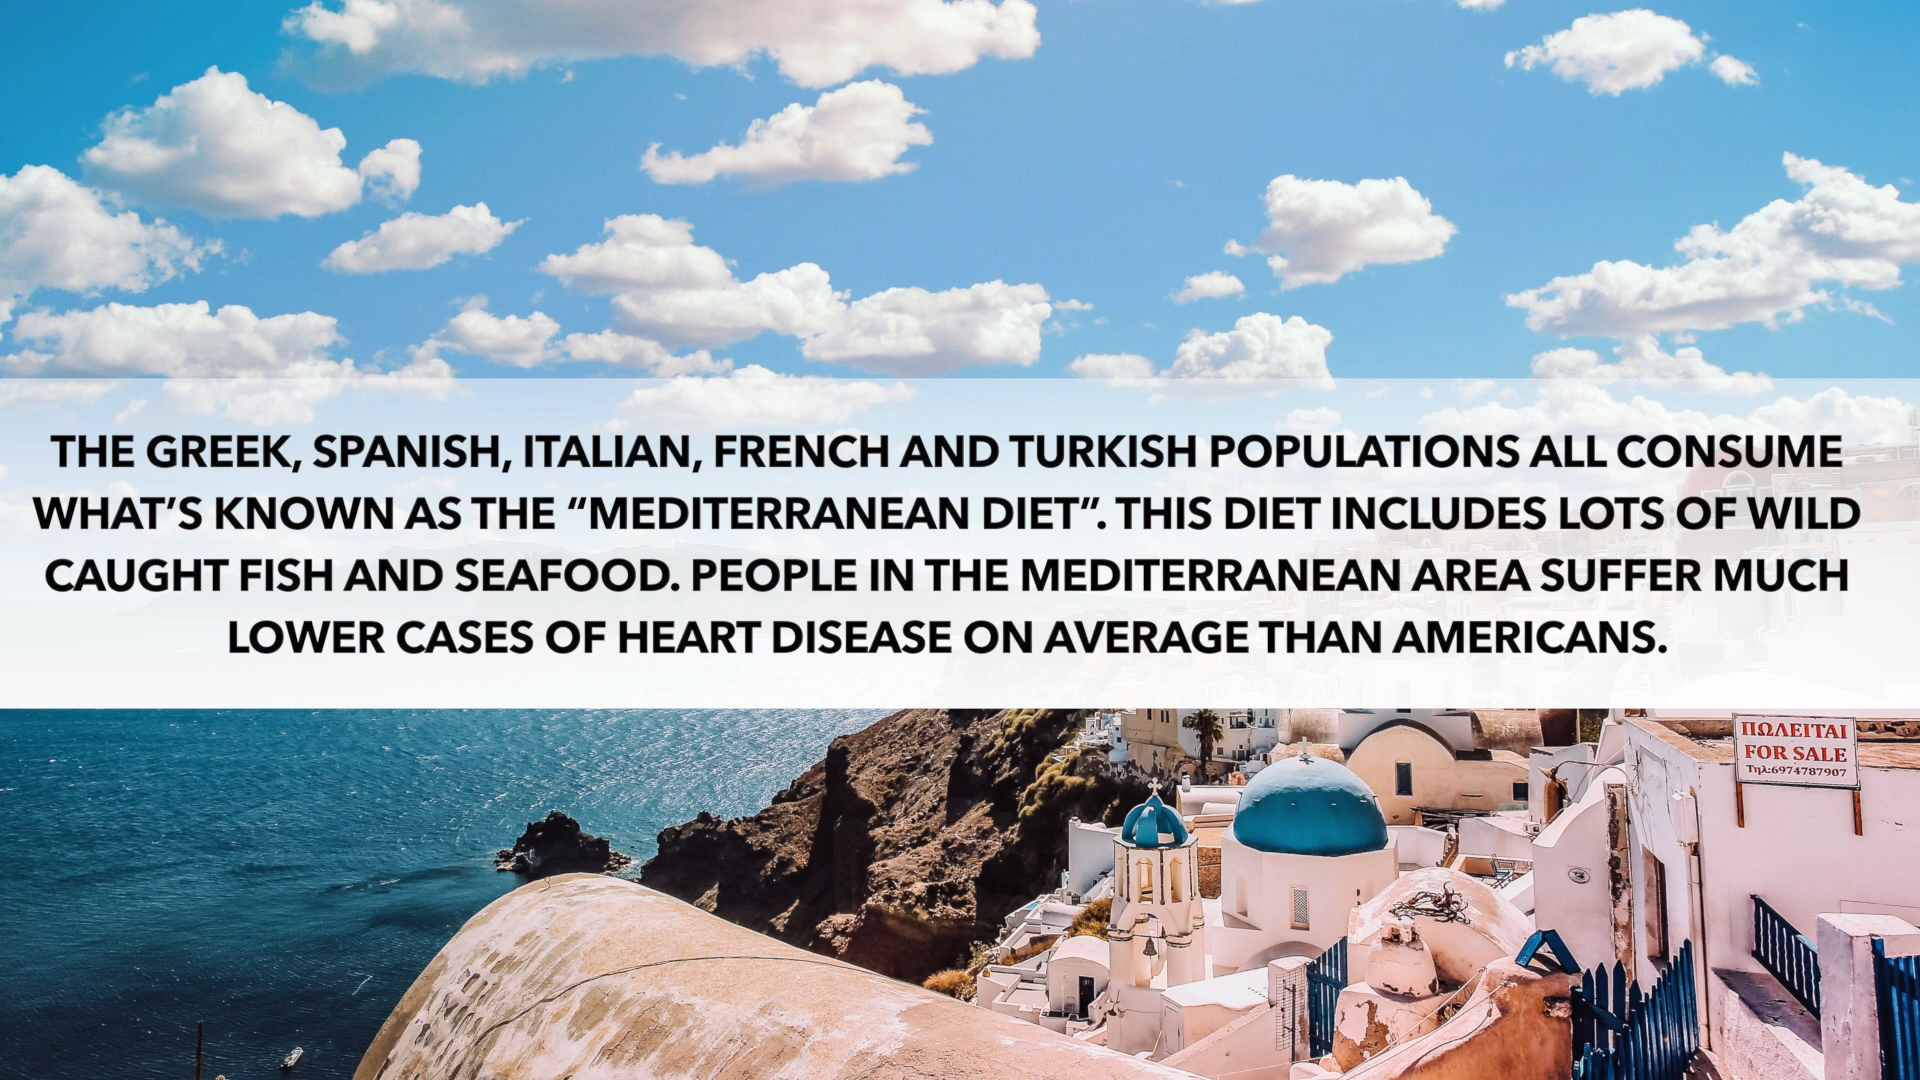 THE GREEK, SPANISH, ITALIAN, FRENCH AND TURKISH POPULATIONS ALL CONSUME
WHAT’S KNOWN AS THE “MEDITERRANEAN DIET”. THIS DIET INCLUDES LOTS OF WILD
CAUGHT FISH AND SEAFOOD. PEOPLE IN THE MEDITERRANEAN AREA SUFFER MUCH
LOWER CASES OF HEART DISEASE ON AVERAGE THAN AMERICANS.
ΠΩΛΕΙΤΑΙ
FOR SALE
Τηλ:6974787907